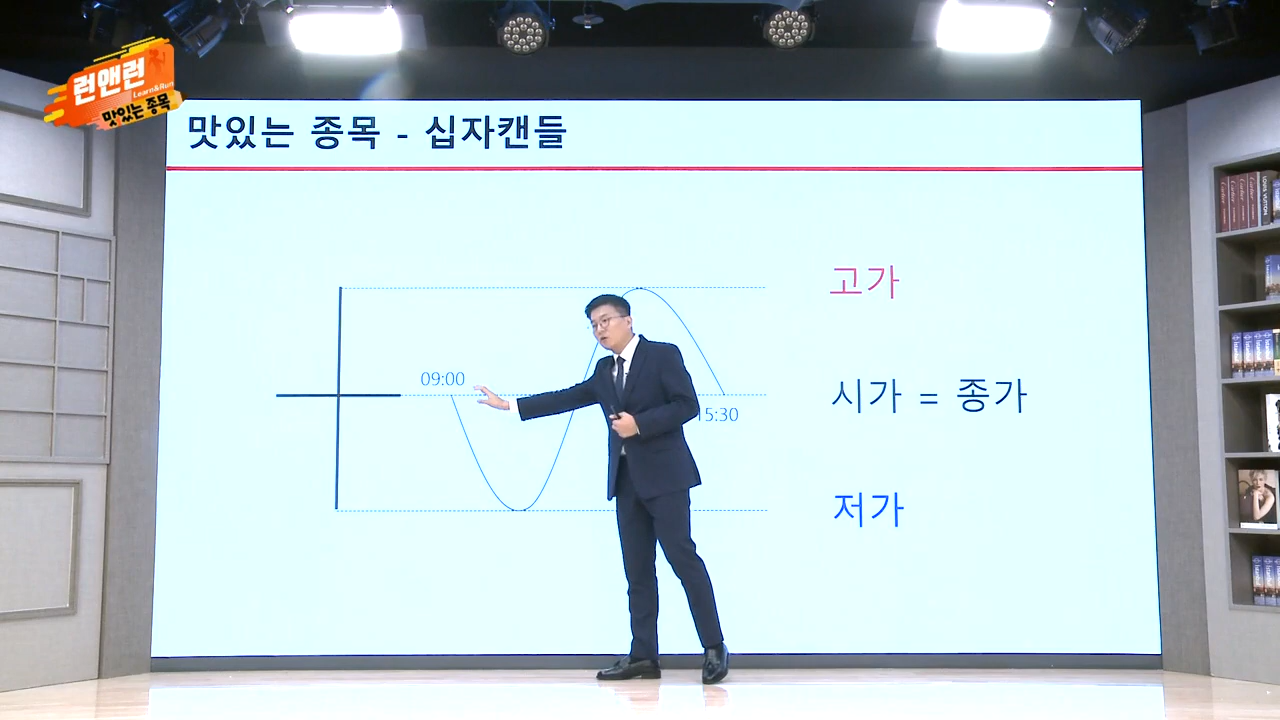 런앤런
Learn&Run
맛있는 종목
맛있는 종목 - 십자캔들
고가
09:00
시가 = 종가
15:30
저가